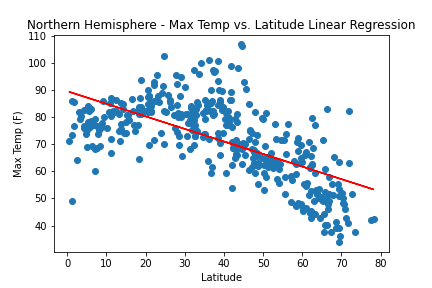 Northern Hemisphere - Max Temp vs. Latitude Linear Regression
110
100
90
80
70
60
50
40
Max Temp (F)
0 10 20 30 40 50 60 70 80
Latitude